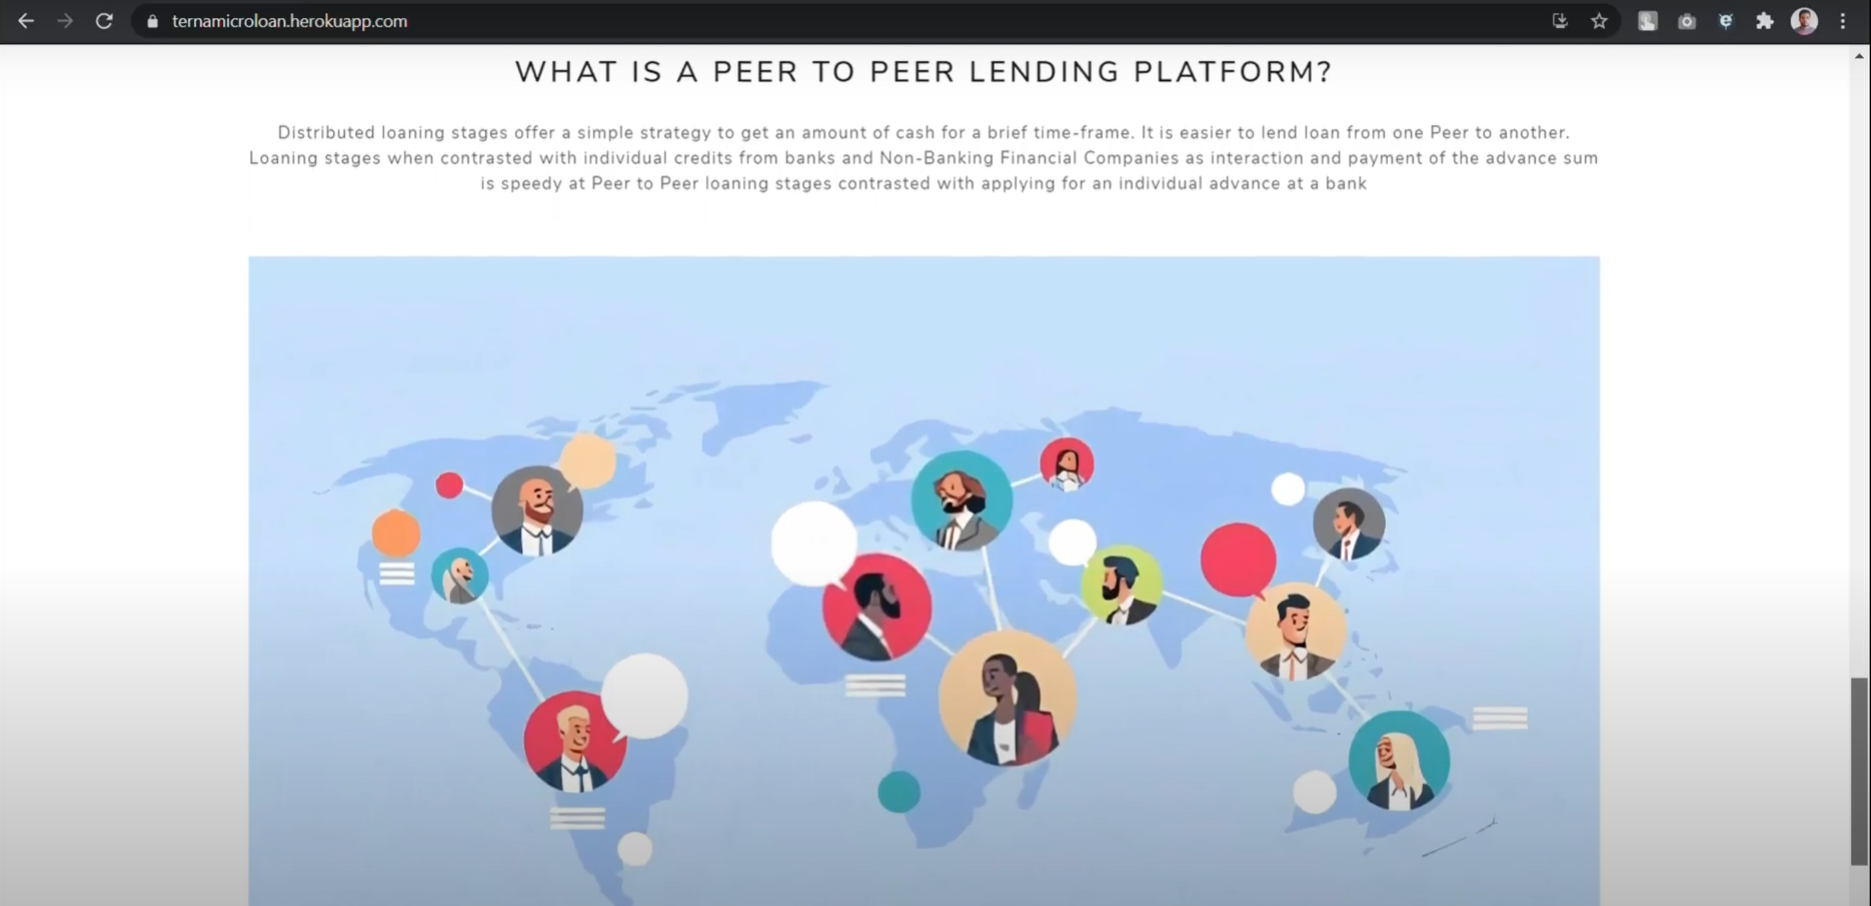 ternamicroloan.herokuapp.com
WHAT IS A PEER TO PEER LENDING PLATFORM?
Distributed loaning stages offer a simple strategy to get an amount of cash for a brief time-frame. It is easier to lend loan from one Peer to another.
Loaning stages when contrasted with individual credits from banks and Non-Banking Financial Companies as interaction and payment of the advance sum
is speedy at Peer to Peer loaning stages contrasted with applying for an individual advance at a bank